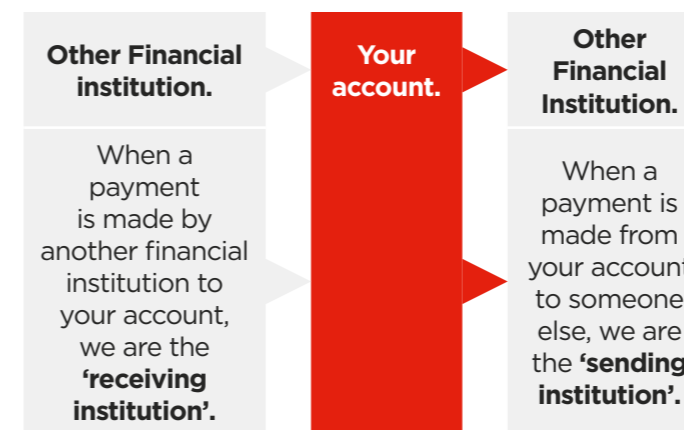 Other Financial
institution.
When a
payment
is made by
another financial
institution to
your account,
we are the
‘receiving
institution’.
Your
account.
Other
Financial
Institution.
When a
payment is
made from
your account
to someone
else, we are
the ‘sending
institution’.